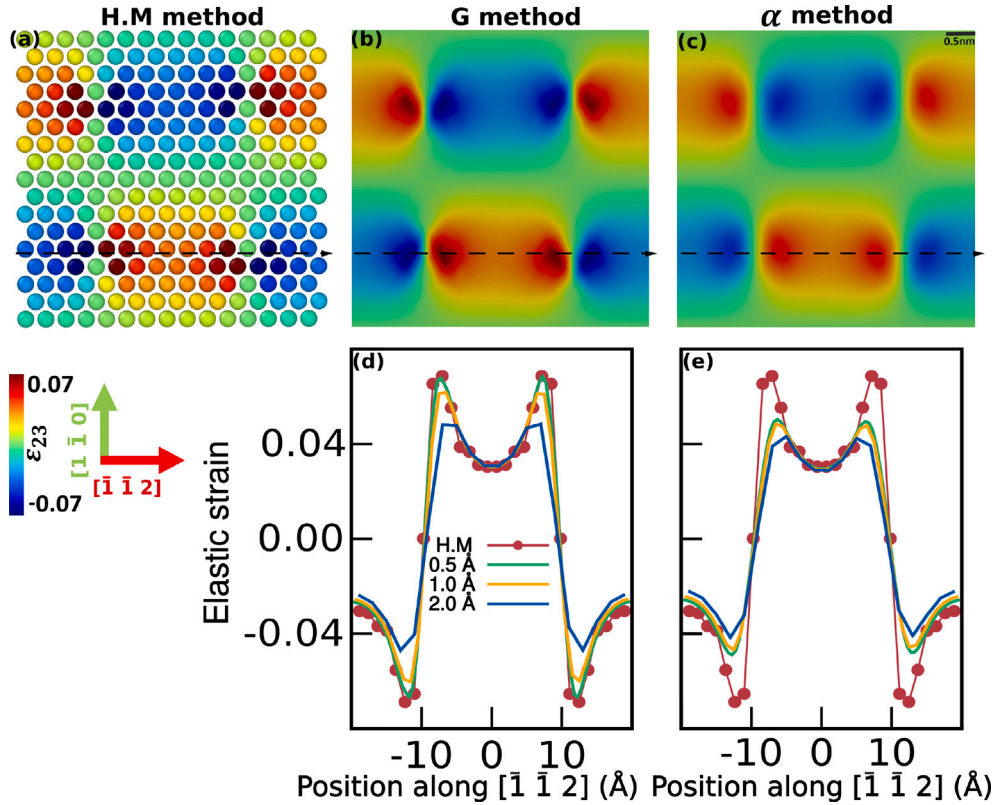 H.M method G method α method
(a) (b) (c) 0.5nm
0.07
ε23
-0.07
[1 1̄ 0]
[1̄ 1̄ 2]
(d) (e)
Elastic strain
0.04
0.00
-0.04
H.M
0.5 Å
1.0 Å
2.0 Å
-10 0 10 -10 0 10
Position along [1̄ 1̄ 2] (Å) Position along [1̄ 1̄ 2] (Å)